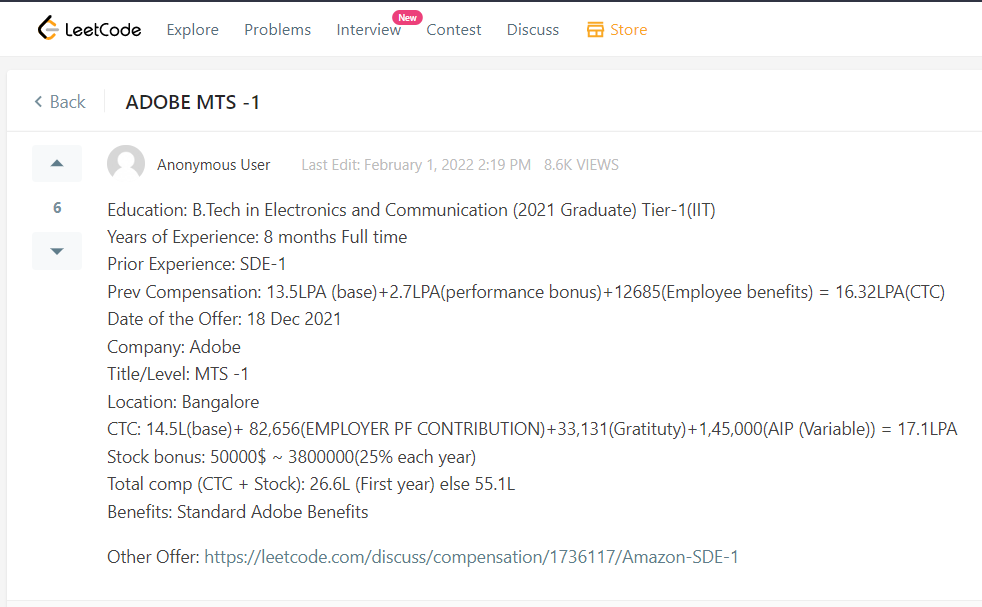 LeetCode Explore Problems Interview New Contest Discuss Store
Back ADOBE MTS -1
Anonymous User Last Edit: February 1, 2022 2:19 PM 8.6K VIEWS
6
Education: B.Tech in Electronics and Communication (2021 Graduate) Tier-1(IIT)
Years of Experience: 8 months Full time
Prior Experience: SDE-1
Prev Compensation: 13.5LPA (base)+2.7LPA(performance bonus)+12685(Employee benefits) = 16.32LPA(CTC)
Date of the Offer: 18 Dec 2021
Company: Adobe
Title/Level: MTS -1
Location: Bangalore
CTC: 14.5L(base)+ 82,656(EMPLOYER PF CONTRIBUTION)+33,131(Gratituty)+1,45,000(AIP (Variable)) = 17.1LPA
Stock bonus: 50000$ ~ 3800000(25% each year)
Total comp (CTC + Stock): 26.6L (First year) else 55.1L
Benefits: Standard Adobe Benefits
Other Offer: https://leetcode.com/discuss/compensation/1736117/Amazon-SDE-1